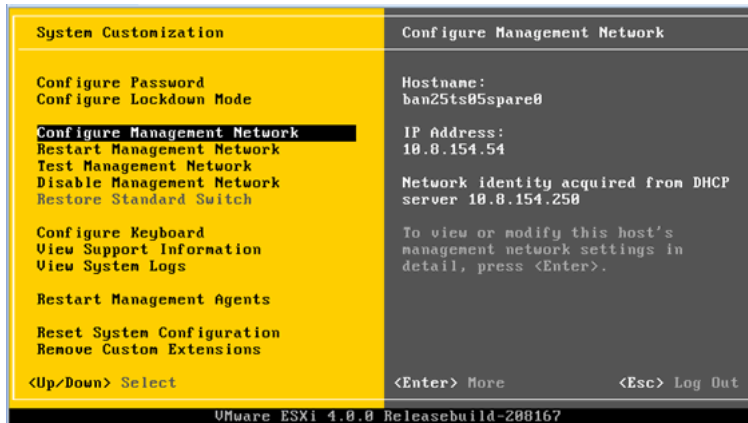 System Customization
Configure Password
Configure Lockdown Mode
Configure Management Network
Restart Management Network
Test Management Network
Disable Management Network
Restore Standard Switch
Configure Keyboard
View Support Information
View System Logs
Restart Management Agents
Reset System Configuration
Remove Custom Extensions
<Up/Down> Select
Configure Management Network
Hostname:
ban25ts05spare0
IP Address:
10.8.154.54
Network identity acquired from DHCP
server 10.8.154.250
To view or modify this host's
management network settings in
detail, press <Enter>.
<Enter> More
<Esc> Log Out
VMware ESXi 4.0.0 Releasebuild-208167